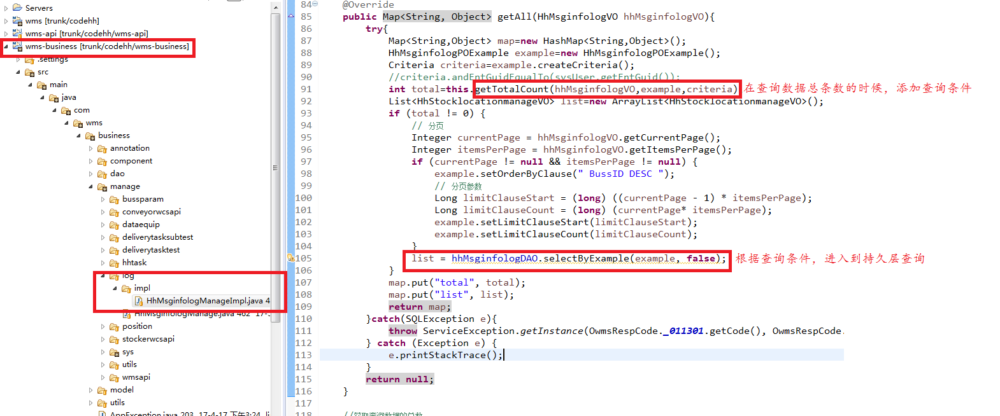 Servers
wms [trunk/codehh]
wms-api [trunk/codehh/wms-api]
wms-business [trunk/codehh/wms-business]
.settings
src
main
java
com
wms
business
annotation
component
dao
manage
bussparam
conveyorwcsapi
dataequip
deliverytasksubtest
deliverytasktest
hhtask
log
impl
HhMsginfologManageImpl.java 4
HhMsginfologManage.java 462 17-
position
stockerwcsapi
sys
utils
wmsapi
model
utils
AppException.java 203 17-4-17 下午3:24 li
84 @Override
85 public Map<String, Object> getAll(HhMsginfologVO hhMsginfologVO){
86 try{
87 Map<String,Object> map=new HashMap<String,Object>();
88 HhMsginfologPOExample example=new HhMsginfologPOExample();
89 Criteria criteria=example.createCriteria();
90 //criteria.andEntGuidEqualTo(sysUser.getEntGuid());
91 int total=this.getTotalCount(hhMsginfologVO,example,criteria) 在查询数据总条数的时候，添加查询条件
92 List<HhStocklocationmanageVO> list=new ArrayList<HhStocklocationmanageVO>();
93 if (total != 0) {
94 // 分页
95 Integer currentPage = hhMsginfologVO.getCurrentPage();
96 Integer itemsPerPage = hhMsginfologVO.getItemsPerPage();
97 if (currentPage != null && itemsPerPage != null) {
98 example.setOrderByClause(" BussID DESC ");
99 // 分页参数
100 Long limitClauseStart = (long) ((currentPage - 1) * itemsPerPage);
101 Long limitClauseCount = (long) (currentPage* itemsPerPage);
102 example.setLimitClauseStart(limitClauseStart);
103 example.setLimitClauseCount(limitClauseCount);
104 }
105 list = hhMsginfologDAO.selectByExample(example, false); 根据查询条件，进入到持久层查询
106 }
107 map.put("total", total);
108 map.put("list", list);
109 return map;
110 }catch(SQLException e){
111 throw ServiceException.getInstance(OwmsRespCode._011301.getCode(), OwmsRespCode.
112 } catch (Exception e) {
113 e.printStackTrace();
114 }
115 return null;
116 }
117
118 //获取查询数据的总数